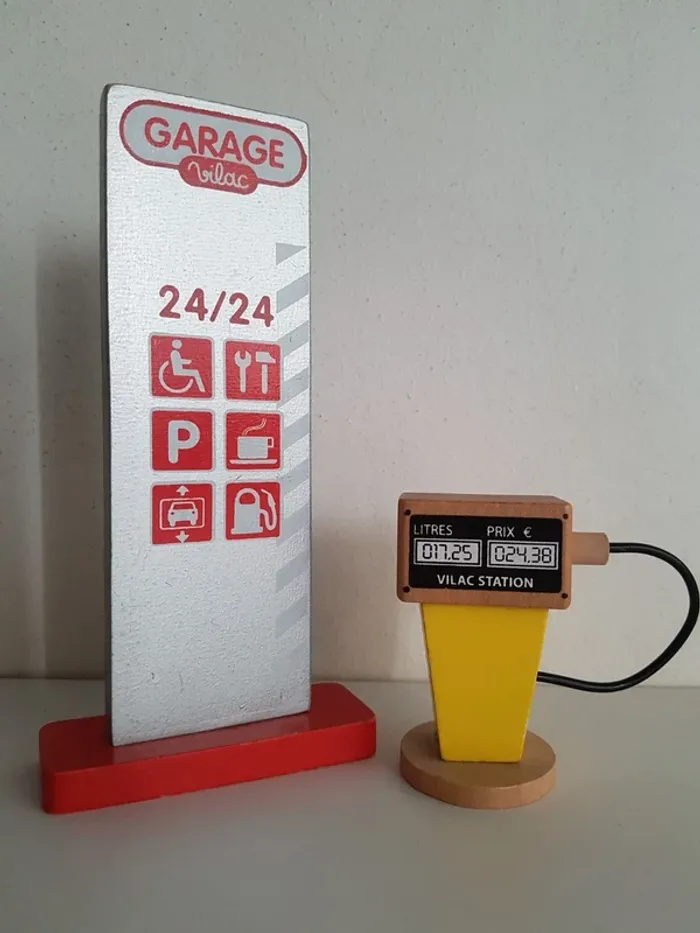 GARAGE
vilac
24/24
P
LITRES PRIX €
017.25 024.38
VILAC STATION